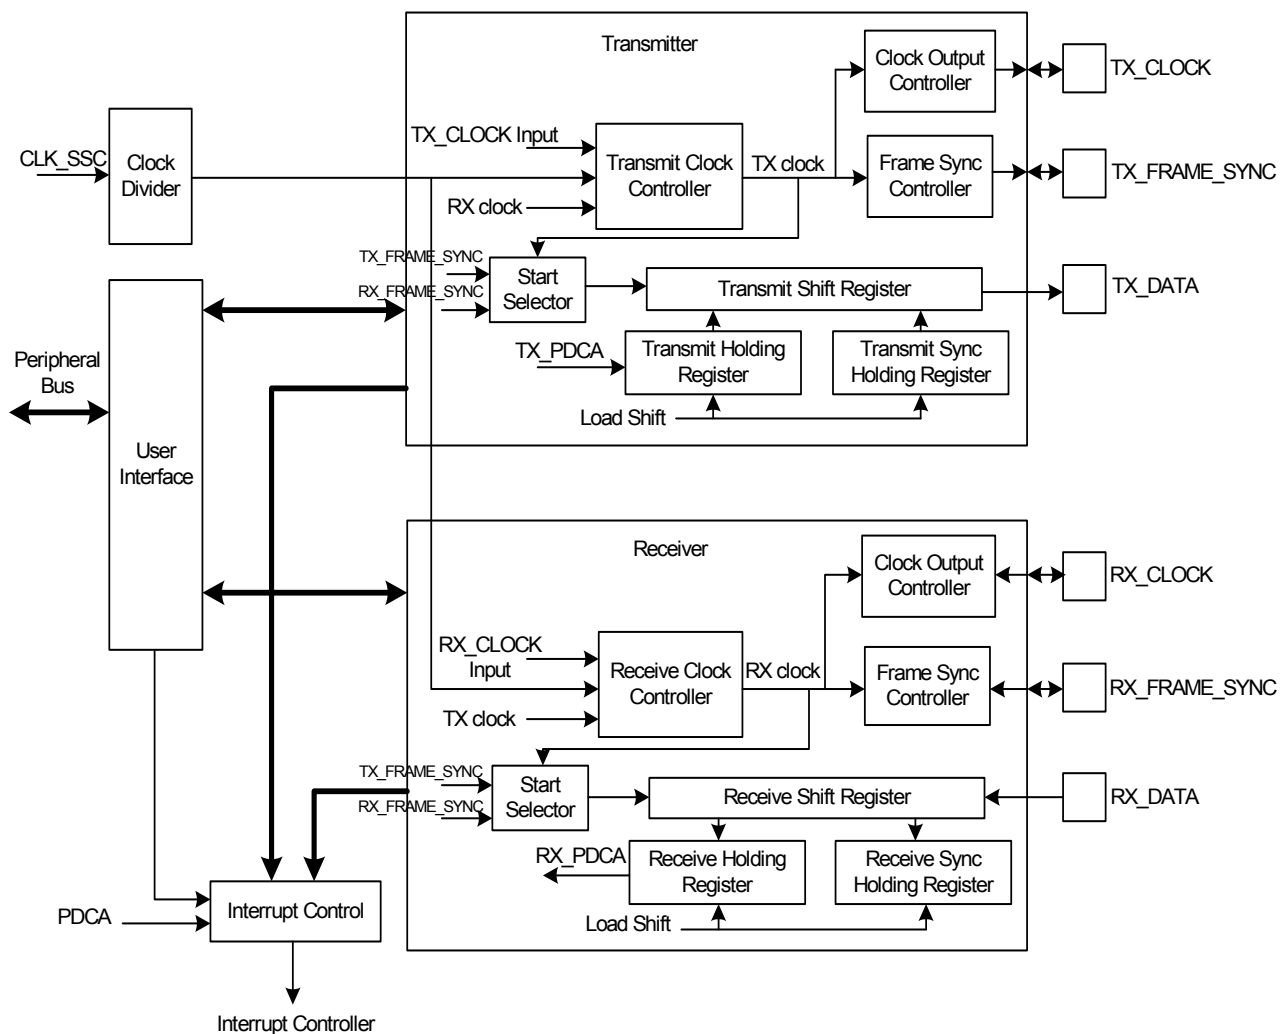 Transmitter
Clock Output
Controller
TX_CLOCK
CLK_SSC
Clock
Divider
TX_CLOCK Input
Transmit Clock
Controller
RX clock
TX clock
Frame Sync
Controller
TX_FRAME_SYNC
TX_FRAME_SYNC
RX_FRAME_SYNC
Start
Selector
Transmit Shift Register
TX_DATA
TX_PDCA
Transmit Holding
Register
Transmit Sync
Holding Register
Load Shift
Peripheral
Bus
User
Interface
Receiver
Clock Output
Controller
RX_CLOCK
RX_CLOCK
Input
Receive Clock
Controller
TX clock
RX clock
Frame Sync
Controller
RX_FRAME_SYNC
TX_FRAME_SYNC
RX_FRAME_SYNC
Start
Selector
Receive Shift Register
RX_DATA
RX_PDCA
Receive Holding
Register
Receive Sync
Holding Register
Load Shift
PDCA
Interrupt Control
Interrupt Controller